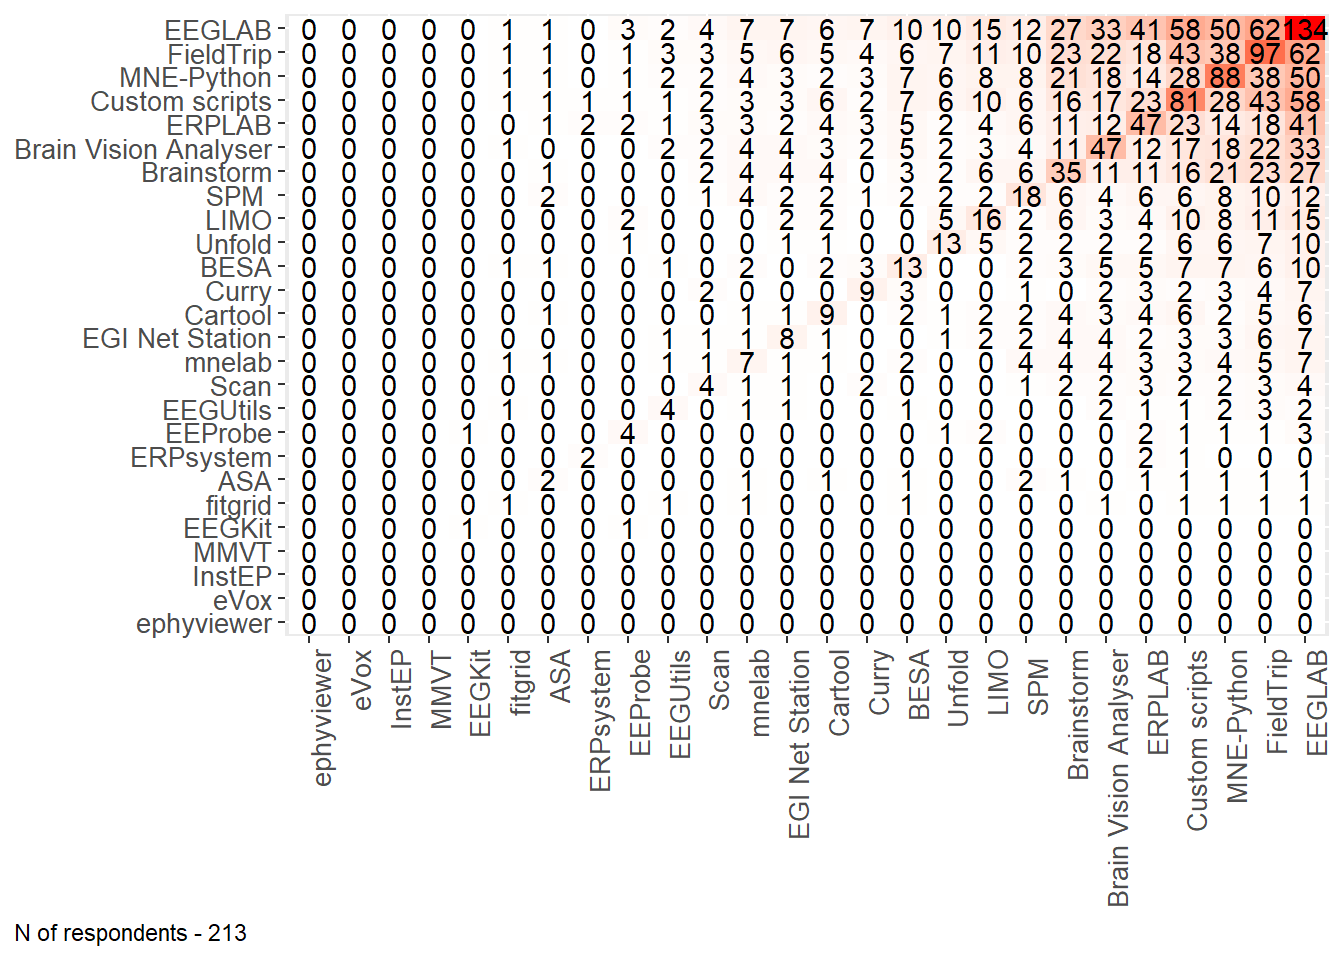 EEGLAB 0 0 0 0 0 1 1 0 3 2 4 7 7 6 7 10 10 15 12 27 33 41 58 50 62 134
FieldTrip 0 0 0 0 0 1 1 0 1 3 3 5 6 5 4 6 7 11 10 23 22 18 43 38 97 62
MNE-Python 0 0 0 0 0 1 1 0 1 2 2 4 3 2 3 7 6 8 8 21 18 14 28 88 38 50
Custom scripts 0 0 0 0 0 1 1 1 1 1 2 3 3 6 2 7 6 10 6 16 17 23 81 28 43 58
ERPLAB 0 0 0 0 0 0 1 2 2 1 3 3 2 4 3 5 2 4 6 11 12 47 23 14 18 41
Brain Vision Analyser 0 0 0 0 0 1 0 0 0 2 2 4 4 3 2 5 2 3 4 11 47 12 17 18 22 33
Brainstorm 0 0 0 0 0 0 1 0 0 0 2 4 4 4 0 3 2 6 6 35 11 11 16 21 23 27
SPM 0 0 0 0 0 0 2 0 0 0 1 4 2 2 1 2 2 2 18 6 4 6 6 8 10 12
LIMO 0 0 0 0 0 0 0 0 2 0 0 0 2 2 0 0 5 16 2 6 3 4 10 8 11 15
Unfold 0 0 0 0 0 0 0 0 1 0 0 0 1 1 0 0 13 5 2 2 2 2 6 6 7 10
BESA 0 0 0 0 0 1 1 0 0 1 0 2 0 2 3 13 0 0 2 3 5 5 7 7 6 10
Curry 0 0 0 0 0 0 0 0 0 0 2 0 0 0 9 3 0 0 1 0 2 3 2 3 4 7
Cartool 0 0 0 0 0 0 1 0 0 0 0 1 1 9 0 2 1 2 2 4 3 4 6 2 5 6
EGI Net Station 0 0 0 0 0 0 0 0 0 1 1 1 8 1 0 0 1 2 2 4 4 2 3 3 6 7
mnelab 0 0 0 0 0 1 1 0 0 1 1 7 1 1 0 2 0 0 4 4 4 3 3 4 5 7
Scan 0 0 0 0 0 0 0 0 0 0 4 1 1 0 2 0 0 0 1 2 2 3 2 2 3 4
EEGUtils 0 0 0 0 0 1 0 0 0 4 0 1 1 0 0 1 0 0 0 0 2 1 1 2 3 2
EEProbe 0 0 0 0 1 0 0 0 4 0 0 0 0 0 0 0 1 2 0 0 0 2 1 1 1 3
ERPsystem 0 0 0 0 0 0 0 2 0 0 0 0 0 0 0 0 0 0 0 0 0 2 1 0 0 0
ASA 0 0 0 0 0 0 2 0 0 0 0 1 0 1 0 1 0 0 2 1 0 1 1 1 1 1
fitgrid 0 0 0 0 0 1 0 0 0 1 0 1 0 0 0 1 0 0 0 0 1 0 1 1 1 1
EEGKit 0 0 0 0 1 0 0 0 1 0 0 0 0 0 0 0 0 0 0 0 0 0 0 0 0 0
MMVT 0 0 0 0 0 0 0 0 0 0 0 0 0 0 0 0 0 0 0 0 0 0 0 0 0 0
InstEP 0 0 0 0 0 0 0 0 0 0 0 0 0 0 0 0 0 0 0 0 0 0 0 0 0 0
eVox 0 0 0 0 0 0 0 0 0 0 0 0 0 0 0 0 0 0 0 0 0 0 0 0 0 0
ephyviewer 0 0 0 0 0 0 0 0 0 0 0 0 0 0 0 0 0 0 0 0 0 0 0 0 0 0
ephyviewer
eVox
InstEP
MMVT
EEGKit
fitgrid
ASA
ERPsystem
EEProbe
EEGUtils
Scan
mnelab
EGI Net Station
Cartool
Curry
BESA
Unfold
LIMO
SPM
Brainstorm
Brain Vision Analyser
ERPLAB
Custom scripts
MNE-Python
FieldTrip
EEGLAB
N of respondents - 213